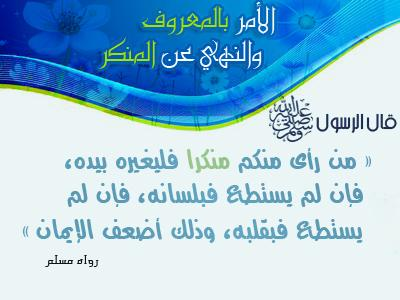 الأمر بالمعروف
والنهي عن المنكر
قال الرسول صلى الله عليه وسلم
« من رأى منكم منكرا فليغيره بيده،
فإن لم يستطع فبلسانه، فإن لم
يستطع فبقلبه، وذلك أضعف الإيمان »
رواه مسلم